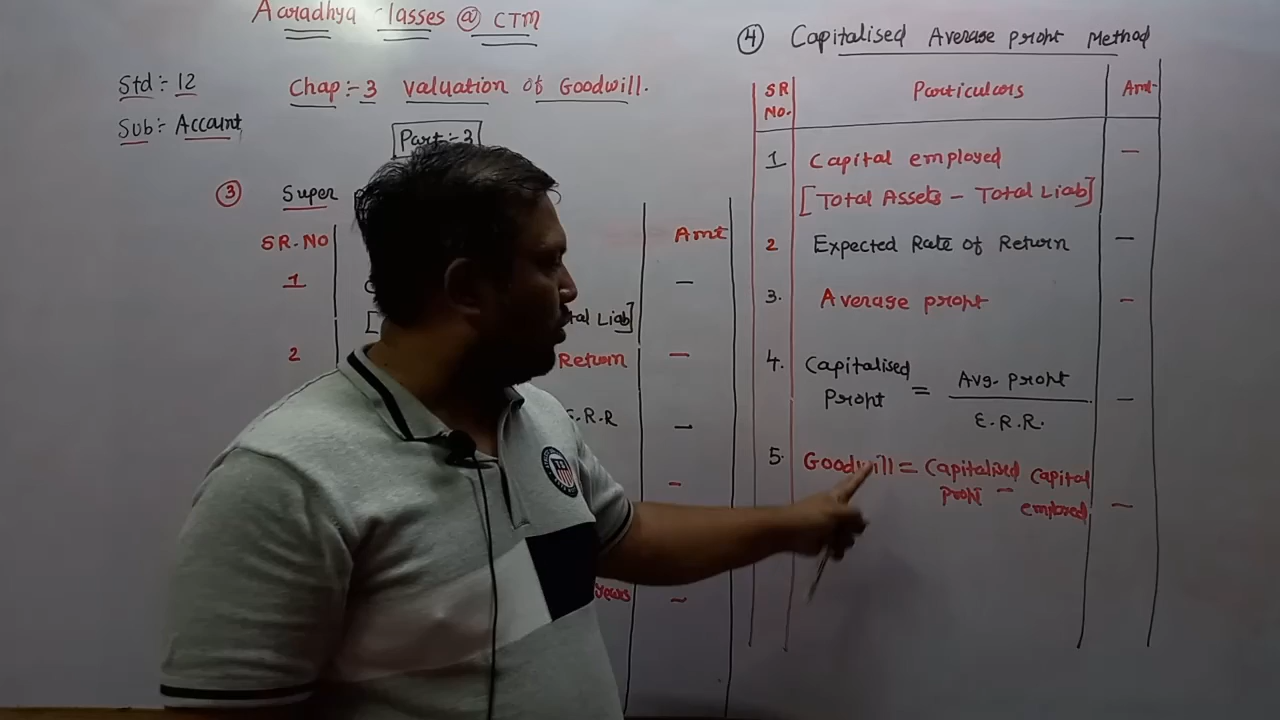 Aaradhya Classes @ CTM
Std :- 12
Chap:- 3 Valuation of Goodwill.
Sub:- Account
Part:-3
③ Super
SR.NO
Amt
1
[
tal Liab]
2
Return
E.R.R
years
④ Capitalised Average profit Method
SR NO.
Particulars
Amt
1 Capital employed
[Total Assets - Total Liab]
2 Expected Rate of Return
3. Average profit
4. Capitalised Profit = Avg. profit / E.R.R.
5. Goodwill = Capitalised profit - Capital employed